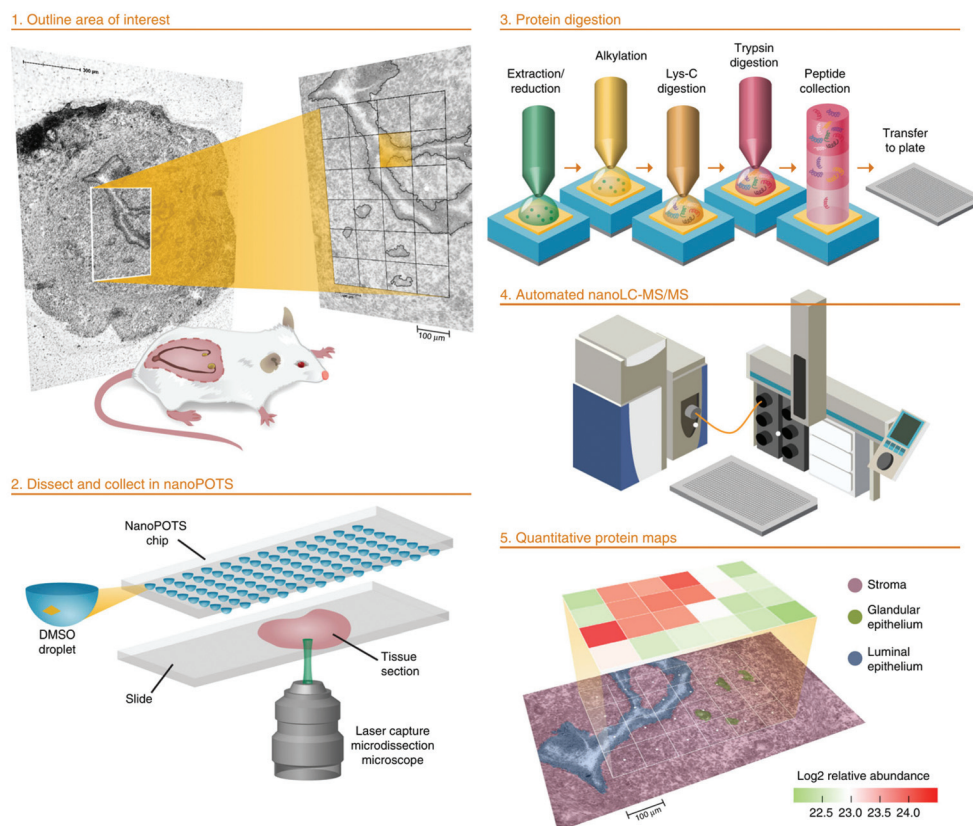 1. Outline area of interest
100 µm
2. Dissect and collect in nanoPOTS
NanoPOTS
chip
DMSO
droplet
Slide
Tissue
section
Laser capture
microdissection
microscope
3. Protein digestion
Extraction/
reduction
Alkylation
Lys-C
digestion
Trypsin
digestion
Peptide
collection
Transfer
to plate
4. Automated nanoLC-MS/MS
5. Quantitative protein maps
Stroma
Glandular
epithelium
Luminal
epithelium
100 µm
Log2 relative abundance
22.5 23.0 23.5 24.0